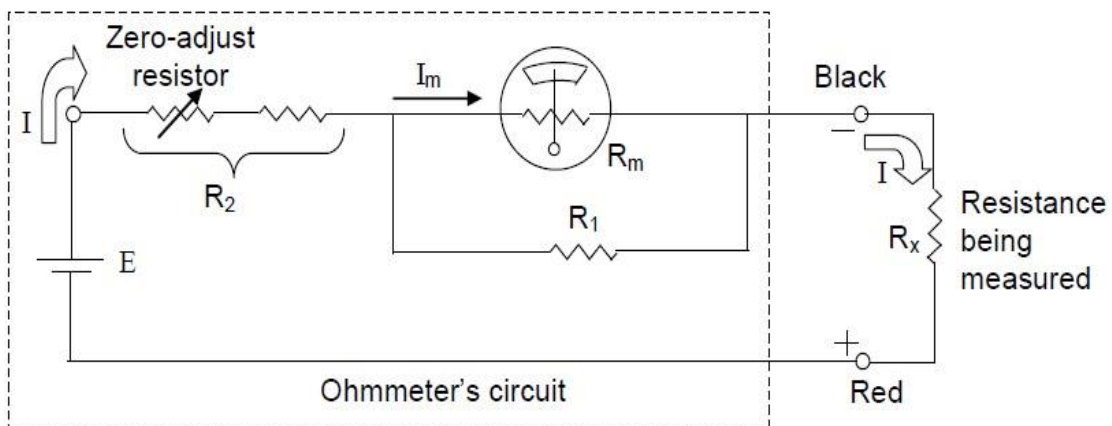 Zero-adjust
resistor
I
Iₘ
Black
−
I
Rₘ
R₂
R₁
Rₓ
Resistance
being
measured
E
+
Red
Ohmmeter's circuit